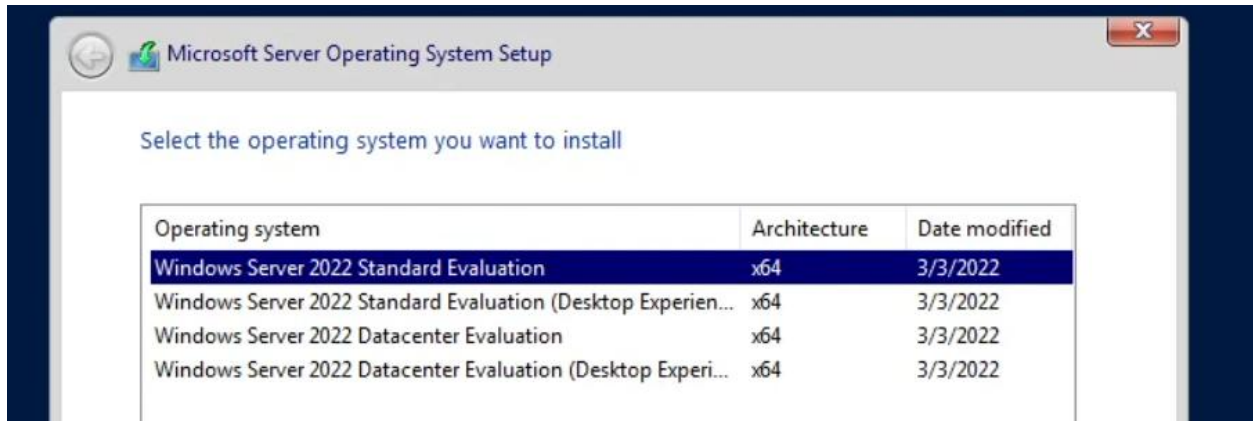 Microsoft Server Operating System Setup
Select the operating system you want to install
Operating system Architecture Date modified
Windows Server 2022 Standard Evaluation x64 3/3/2022
Windows Server 2022 Standard Evaluation (Desktop Experien... x64 3/3/2022
Windows Server 2022 Datacenter Evaluation x64 3/3/2022
Windows Server 2022 Datacenter Evaluation (Desktop Experi... x64 3/3/2022